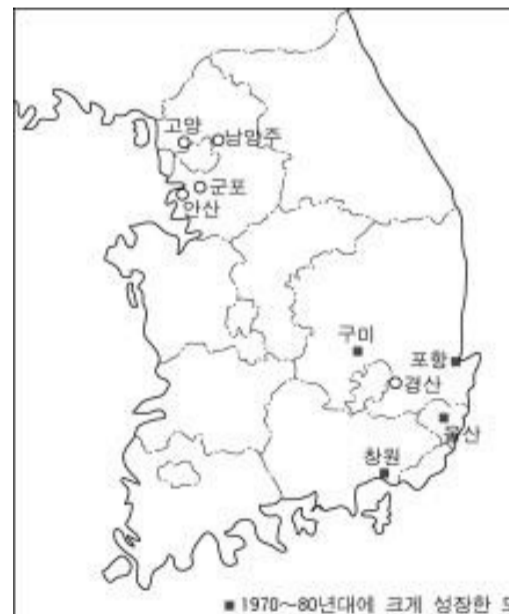 고양
남양주
군포
안산
구미
포항
경산
울산
창원
■ 1970~80년대에 크게 성장한